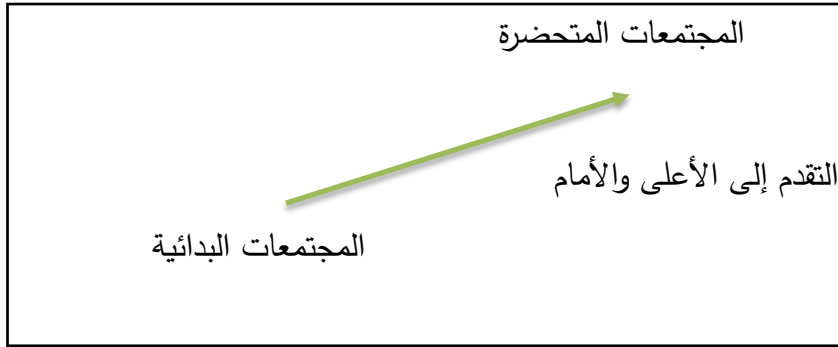 المجتمعات المتحضرة
التقدم إلى الأعلى والأمام
المجتمعات البدائية